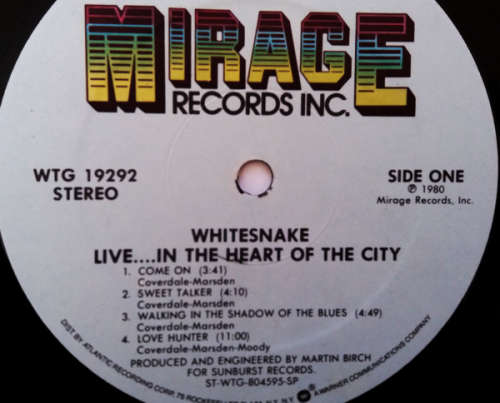 MIRAGE
RECORDS INC.
WTG 19292
STEREO
SIDE ONE
℗ 1980
Mirage Records, Inc.
WHITESNAKE
LIVE....IN THE HEART OF THE CITY
1. COME ON (3:41)
Coverdale-Marsden
2. SWEET TALKER (4:10)
Coverdale-Marsden
3. WALKING IN THE SHADOW OF THE BLUES (4:49)
Coverdale-Marsden
4. LOVE HUNTER (11:00)
Coverdale-Marsden-Moody
PRODUCED AND ENGINEERED BY MARTIN BIRCH
FOR SUNBURST RECORDS.
ST-WTG-804595-SP
DIST. BY ATLANTIC RECORDING CORP. 75 A WARNER COMMUNICATIONS COMPANY